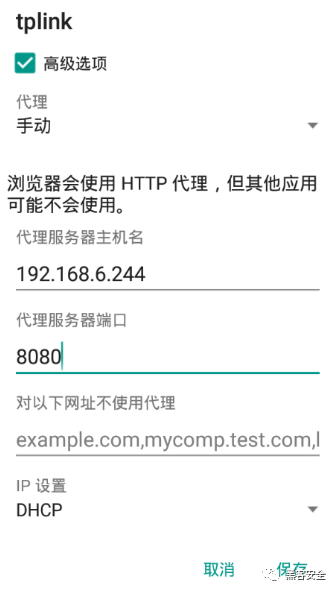 tplink
高级选项
代理
手动
浏览器会使用 HTTP 代理，但其他应用
可能不会使用。
代理服务器主机名
192.168.6.244
代理服务器端口
8080
对以下网址不使用代理
example.com,mycomp.test.com,l
IP 设置
DHCP
取消
保存
黑客安全